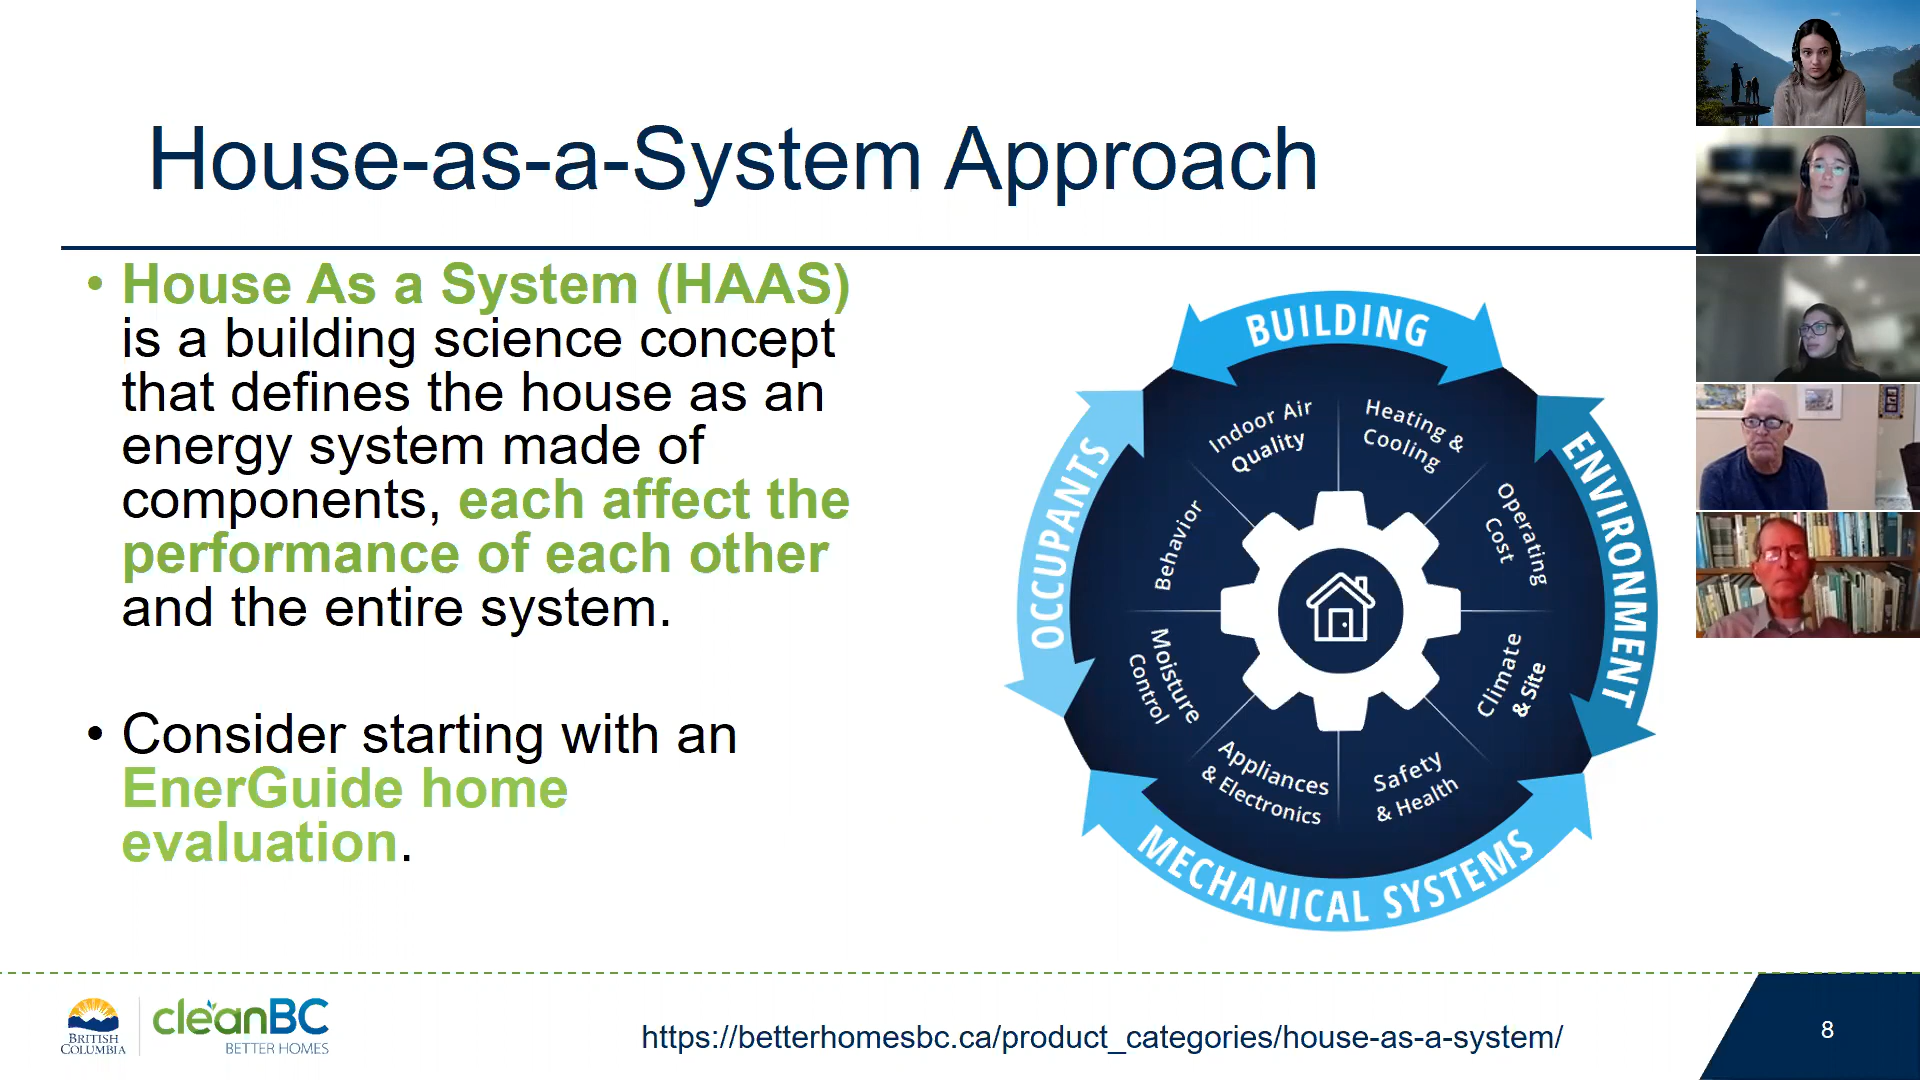 House-as-a-System Approach
• House As a System (HAAS)
is a building science concept
that defines the house as an
energy system made of
components, each affect the
performance of each other
and the entire system.
• Consider starting with an
EnerGuide home
evaluation.
BUILDING
ENVIRONMENT
MECHANICAL SYSTEMS
OCCUPANTS
Indoor Air
Quality
Heating &
Cooling
Operating
Cost
Climate
& Site
Safety
& Health
Appliances
& Electronics
Moisture
Control
Behavior
BRITISH
COLUMBIA
cleanBC
BETTER HOMES
https://betterhomesbc.ca/product_categories/house-as-a-system/
8